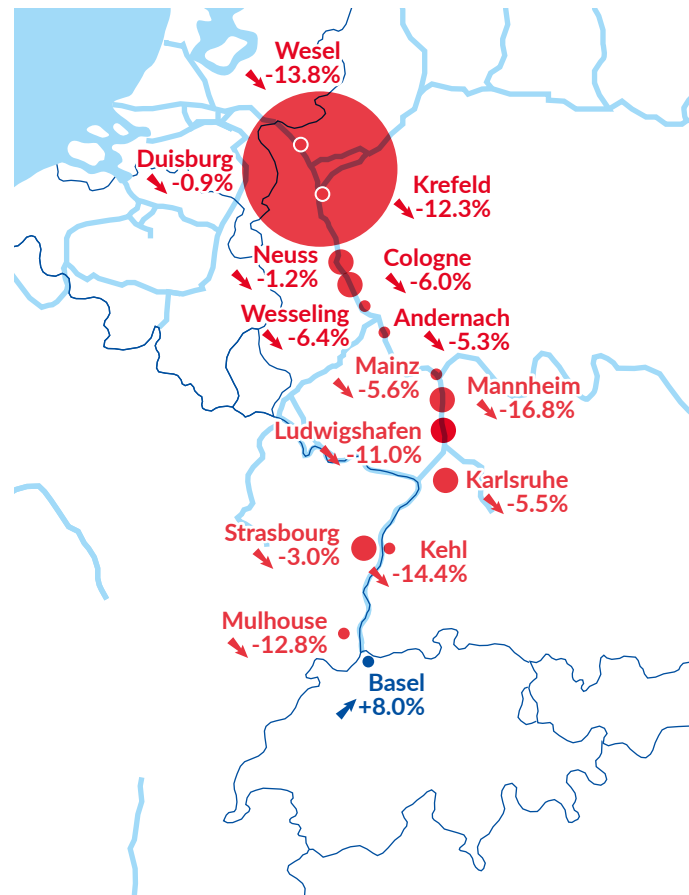 Wesel
-13.8%
Duisburg
-0.9%
Krefeld
-12.3%
Neuss
-1.2%
Cologne
-6.0%
Wesseling
-6.4%
Andernach
-5.3%
Mainz
-5.6%
Mannheim
-16.8%
Ludwigshafen
-11.0%
Karlsruhe
-5.5%
Strasbourg
-3.0%
Kehl
-14.4%
Mulhouse
-12.8%
Basel
+8.0%